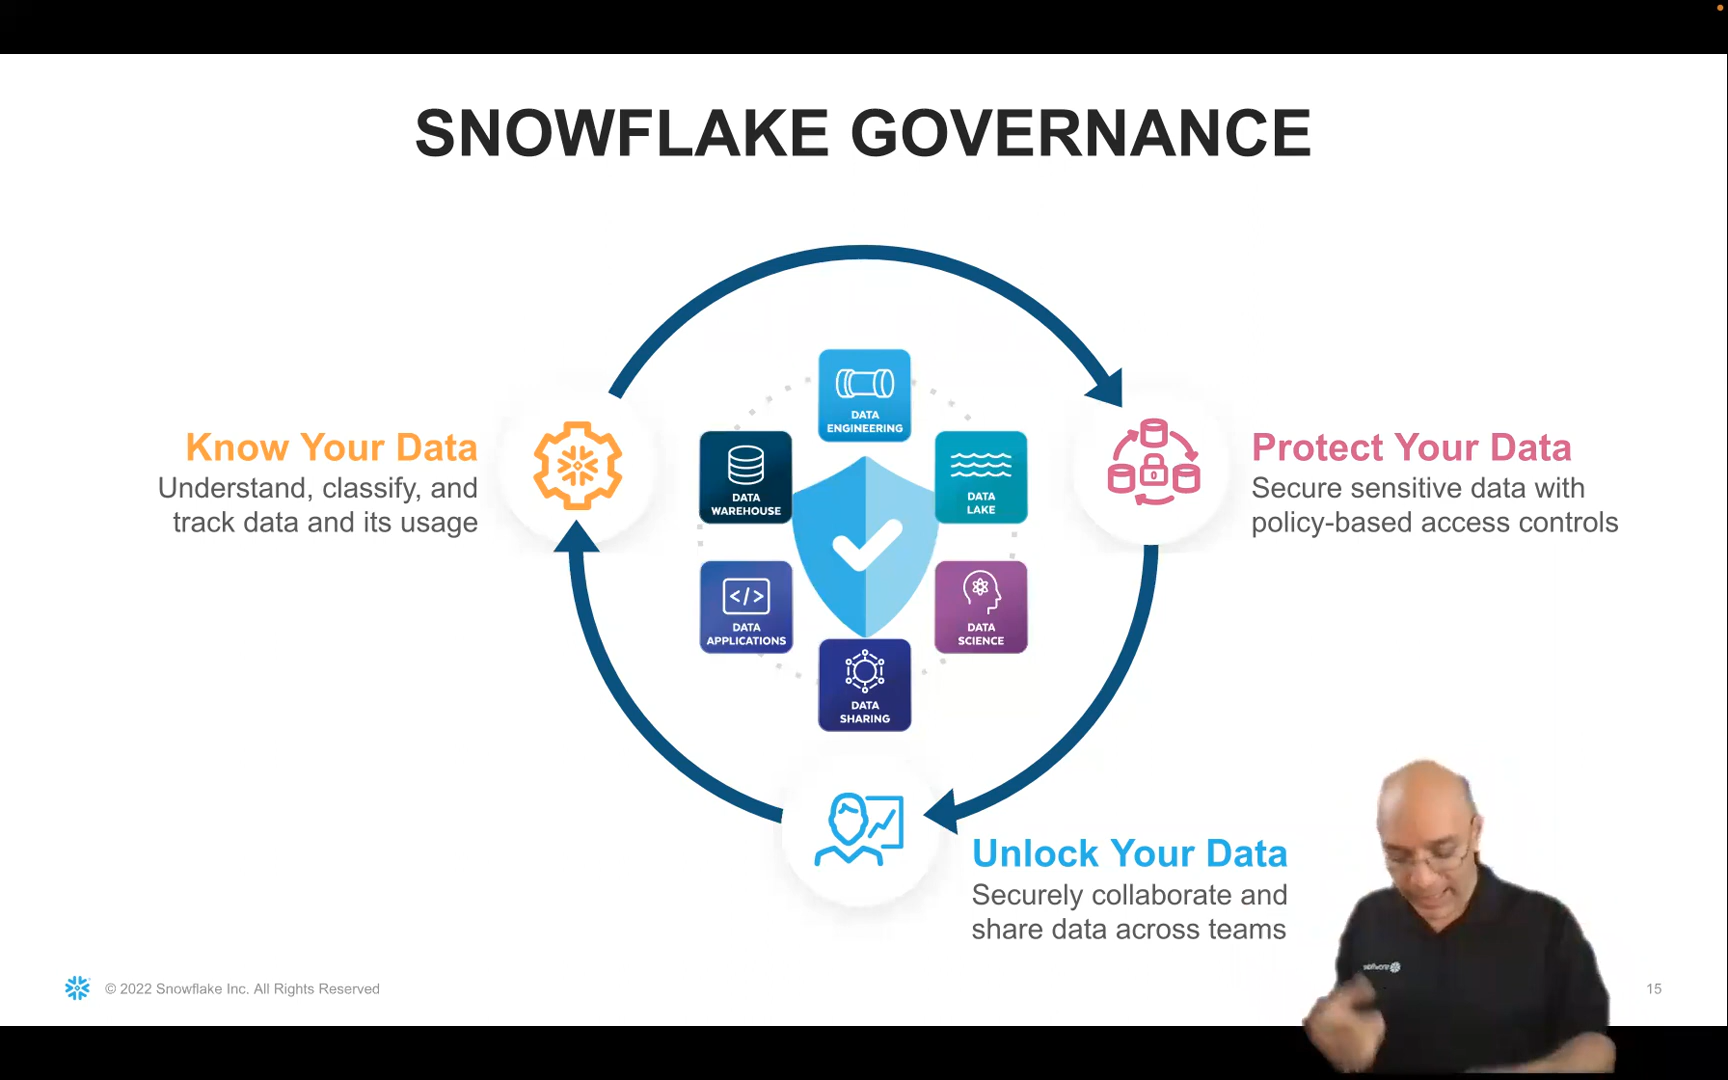 SNOWFLAKE GOVERNANCE
DATA
ENGINEERING
DATA
WAREHOUSE
DATA
LAKE
Know Your Data
Understand, classify, and
track data and its usage
Protect Your Data
Secure sensitive data with
policy-based access controls
DATA
APPLICATIONS
DATA
SCIENCE
DATA
SHARING
Unlock Your Data
Securely collaborate and
share data across teams
© 2022 Snowflake Inc. All Rights Reserved
15